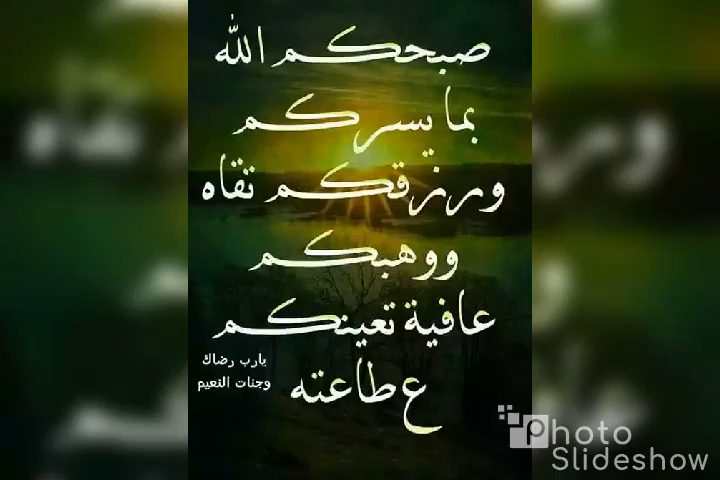 صبحكم الله
بما يسركم
ورزقكم تقاه
ووهبكم
عافية تعينكم
ع طاعته
يارب رضاك
وجنات النعيم
Photo
Slideshow